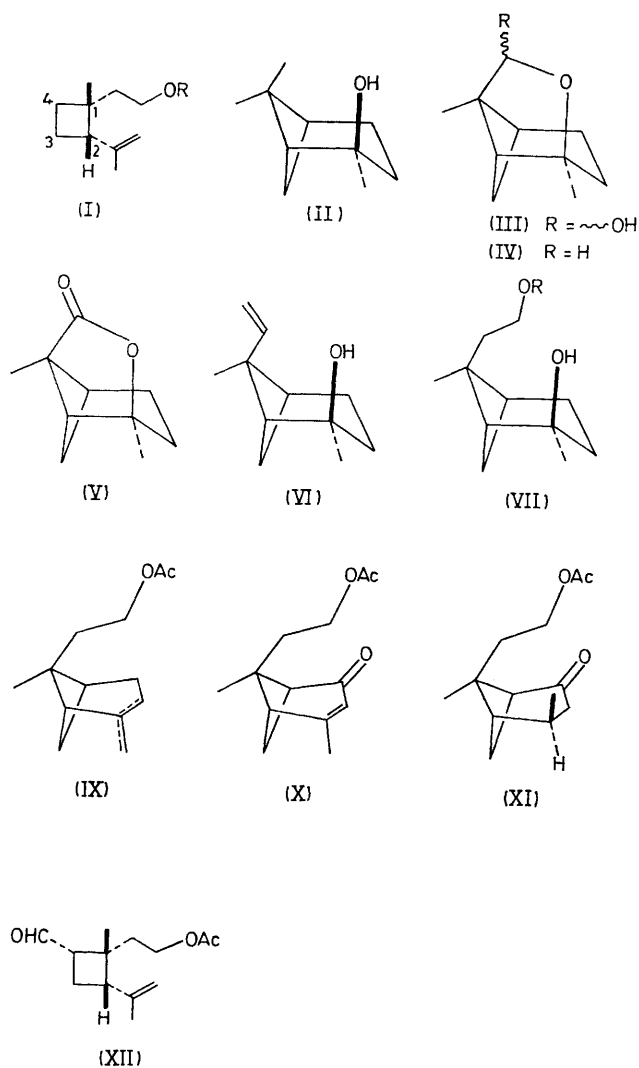 OR
4
1
3
2
H
(I)
OH
(II)
R
O
(III) R = ~~OH
(IV) R = H
O
O
(V)
OH
(VI)
OR
OH
(VII)
OAc
(IX)
OAc
O
(X)
OAc
O
H
(XI)
OHC
OAc
H
(XII)